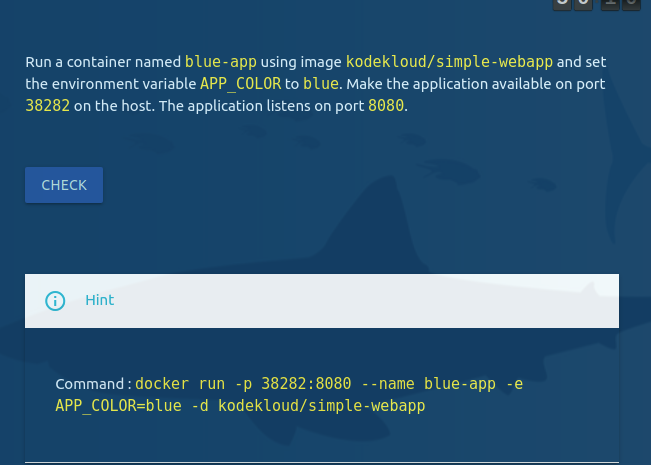 Run a container named blue-app using image kodekloud/simple-webapp and set
the environment variable APP_COLOR to blue. Make the application available on port
38282 on the host. The application listens on port 8080.
CHECK
Hint
Command : docker run -p 38282:8080 --name blue-app -e
APP_COLOR=blue -d kodekloud/simple-webapp